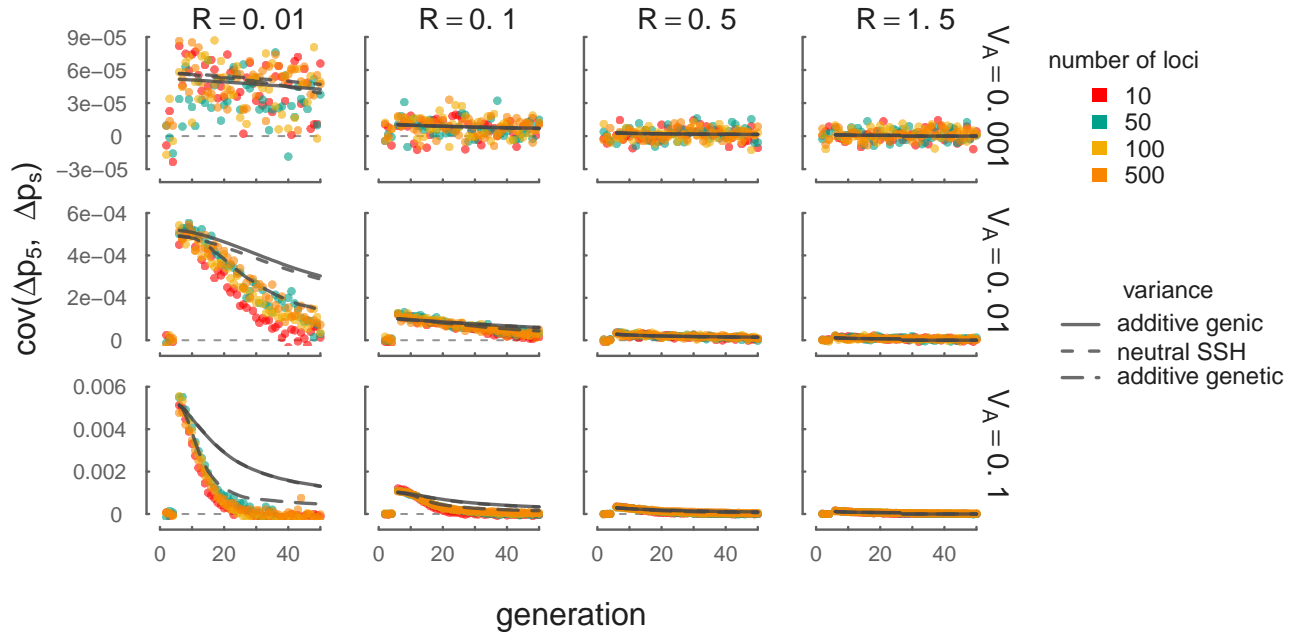 R = 0. 01
R = 0. 1
R = 0. 5
R = 1. 5
9e−05
6e−05
3e−05
0
−3e−05
V_A = 0. 001
6e−04
4e−04
2e−04
0
V_A = 0. 01
0.006
0.004
0.002
0
V_A = 0. 1
0 20 40
0 20 40
0 20 40
0 20 40
cov(Δp₅, Δpₛ)
generation
number of loci
10
50
100
500
variance
additive genic
neutral SSH
additive genetic